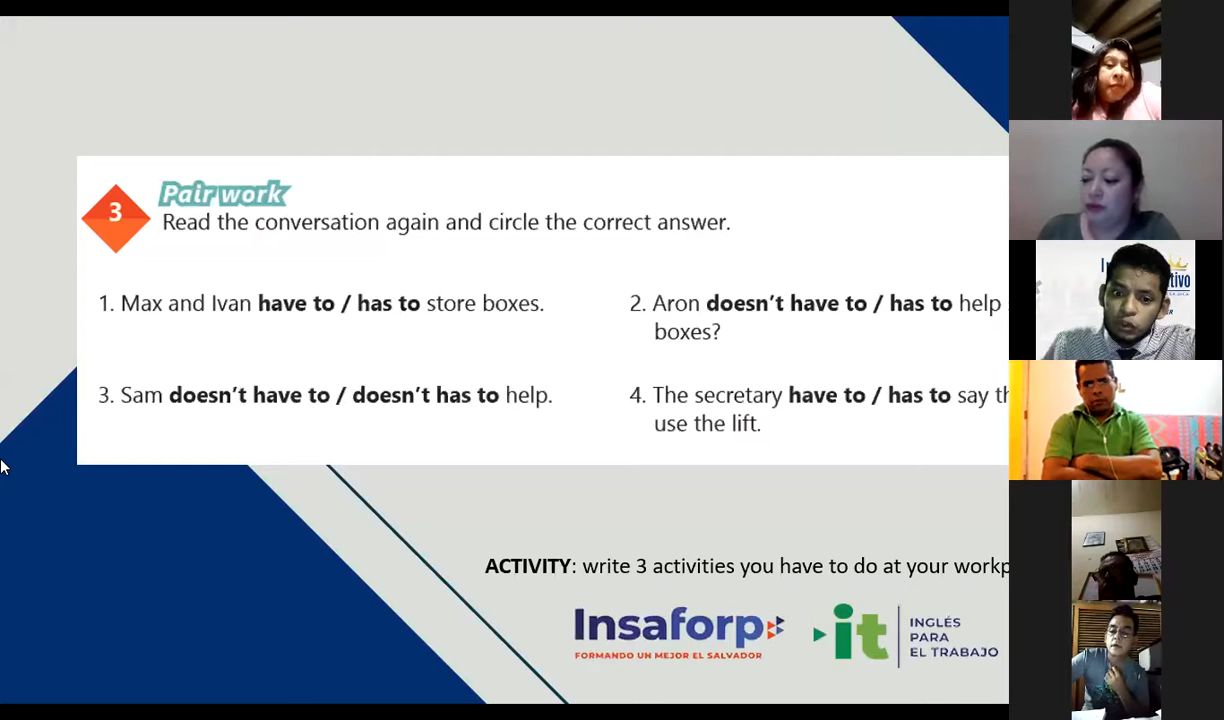 Pair work
3
Read the conversation again and circle the correct answer.
1. Max and Ivan have to / has to store boxes.
2. Aron doesn't have to / has to help
boxes?
3. Sam doesn't have to / doesn't has to help.
4. The secretary have to / has to say
use the lift.
ACTIVITY: write 3 activities you have to do at your
Insaforp
FORMANDO UN MEJOR EL SALVADOR
it
INGLÉS
PARA
EL TRABAJO